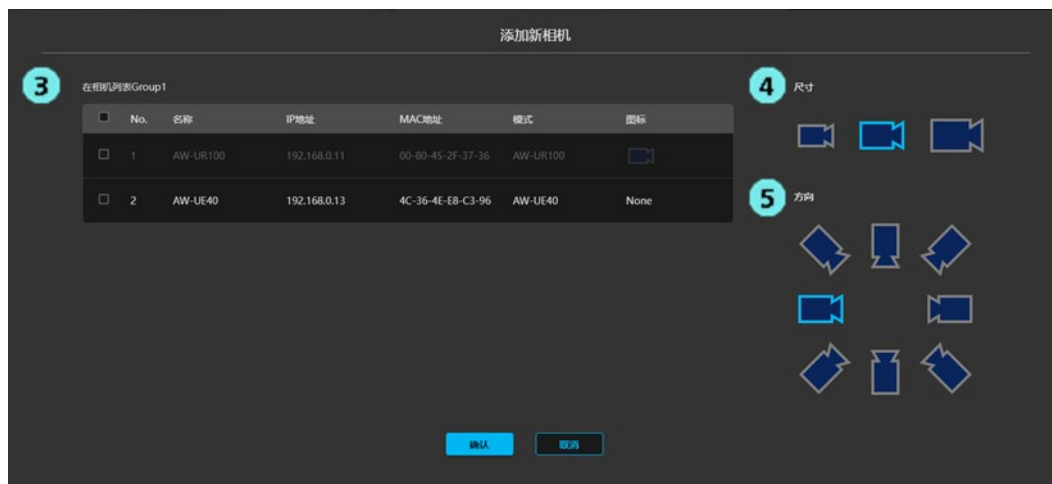 添加新相机
3 在相机列表Group1
No. 名称 IP地址 MAC地址 模式 图标
1 AW-UR100 192.168.0.11 00-80-45-2F-37-36 AW-UR100
2 AW-UE40 192.168.0.13 4C-36-4E-E8-C3-96 AW-UE40 None
4 尺寸
5 方向
确认 取消